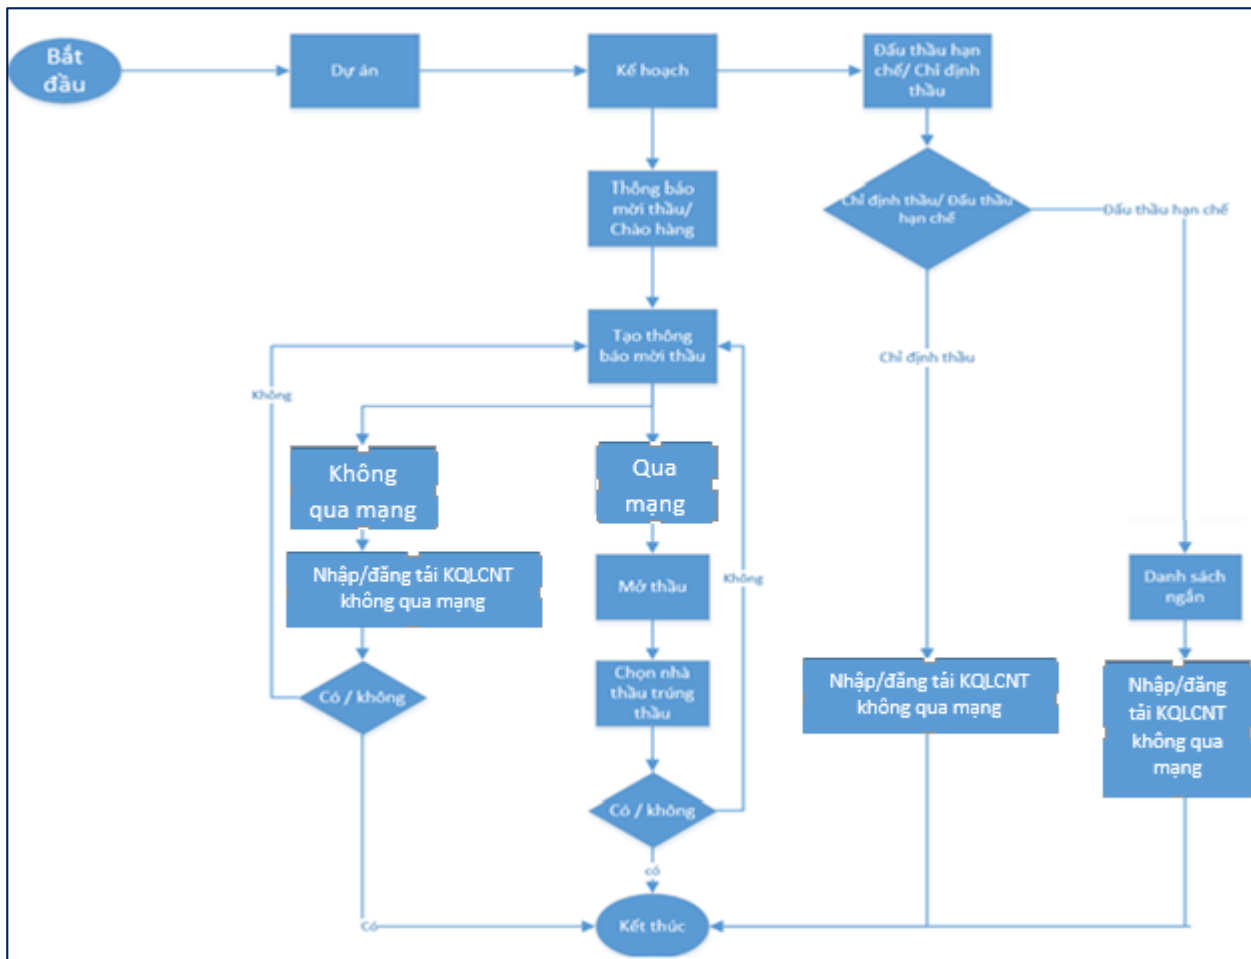 Bắt
đầu
Dự án
Kế hoạch
Đấu thầu hạn
chế/ Chỉ định
thầu
Thông báo
mời thầu/
Chào hàng
Chỉ định thầu/ Đấu thầu
hạn chế
Đấu thầu hạn chế
Tạo thông
báo mời thầu
Chỉ định thầu
Không
Không
qua mạng
Qua
mạng
Nhập/đăng tải KQLCNT
không qua mạng
Mở thầu
Không
Danh sách
ngắn
Có / không
Chọn nhà
thầu trúng
thầu
Nhập/đăng tải KQLCNT
không qua mạng
Nhập/đăng
tải KQLCNT
không qua
mạng
Có / không
có
Có
Kết thúc